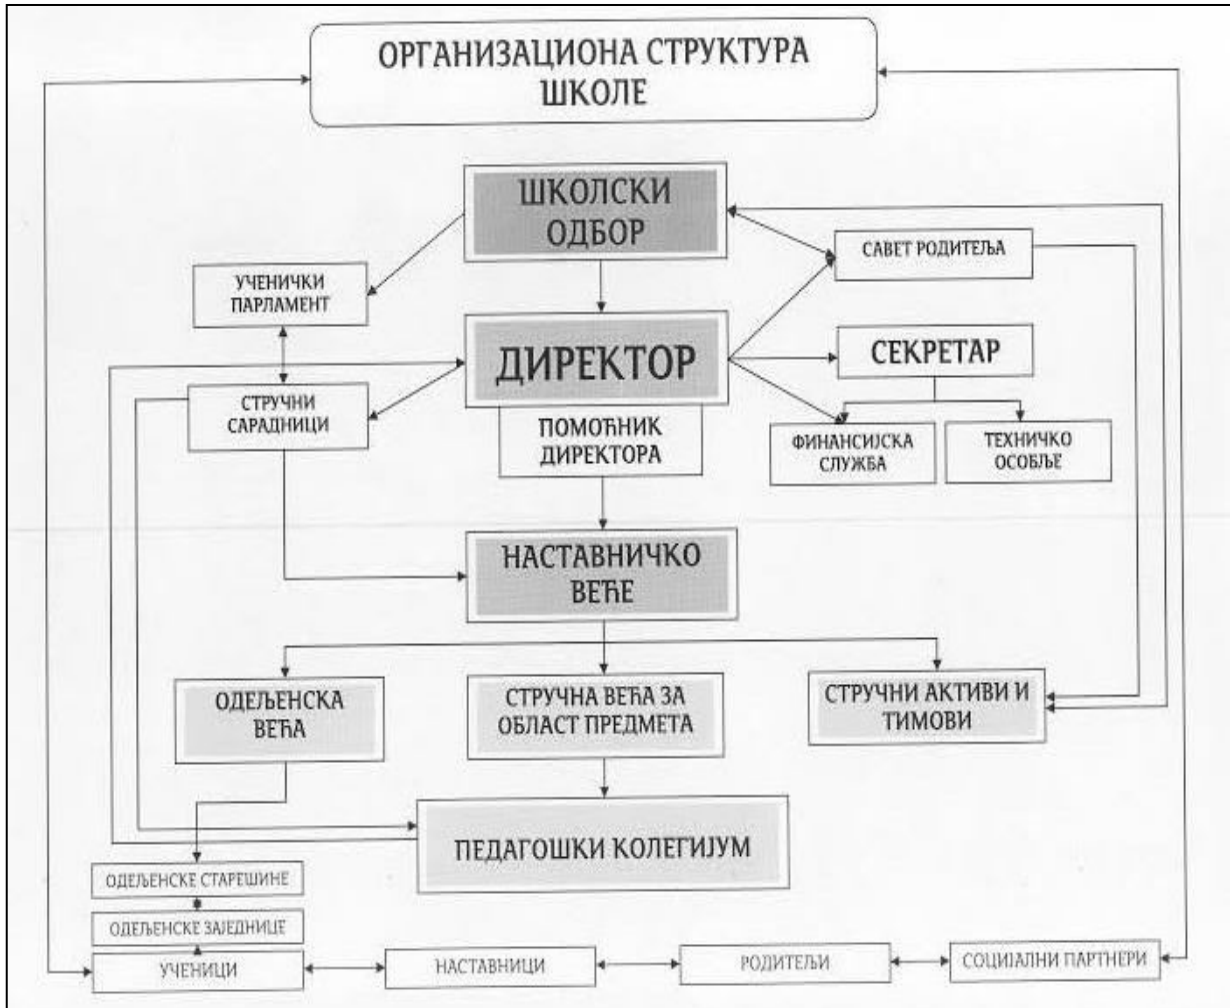 ОРГАНИЗАЦИОНА СТРУКТУРА
ШКОЛЕ
ШКОЛСКИ
ОДБОР
САВЕТ РОДИТЕЉА
УЧЕНИЧКИ
ПАРЛАМЕНТ
ДИРЕКТОР
СЕКРЕТАР
СТРУЧНИ
САРАДНИЦИ
ПОМОЋНИК
ДИРЕКТОРА
ФИНАНСИЈСКА
СЛУЖБА
ТЕХНИЧКО
ОСОБЉЕ
НАСТАВНИЧКО
ВЕЋЕ
ОДЕЉЕНСКА
ВЕЋА
СТРУЧНА ВЕЋА ЗА
ОБЛАСТ ПРЕДМЕТА
СТРУЧНИ АКТИВИ И
ТИМОВИ
ПЕДАГОШКИ КОЛЕГИЈУМ
ОДЕЉЕНСКЕ СТАРЕШИНЕ
ОДЕЉЕНСКЕ ЗАЈЕДНИЦЕ
УЧЕНИЦИ
НАСТАВНИЦИ
РОДИТЕЉИ
СОЦИЈАЛНИ ПАРТНЕРИ